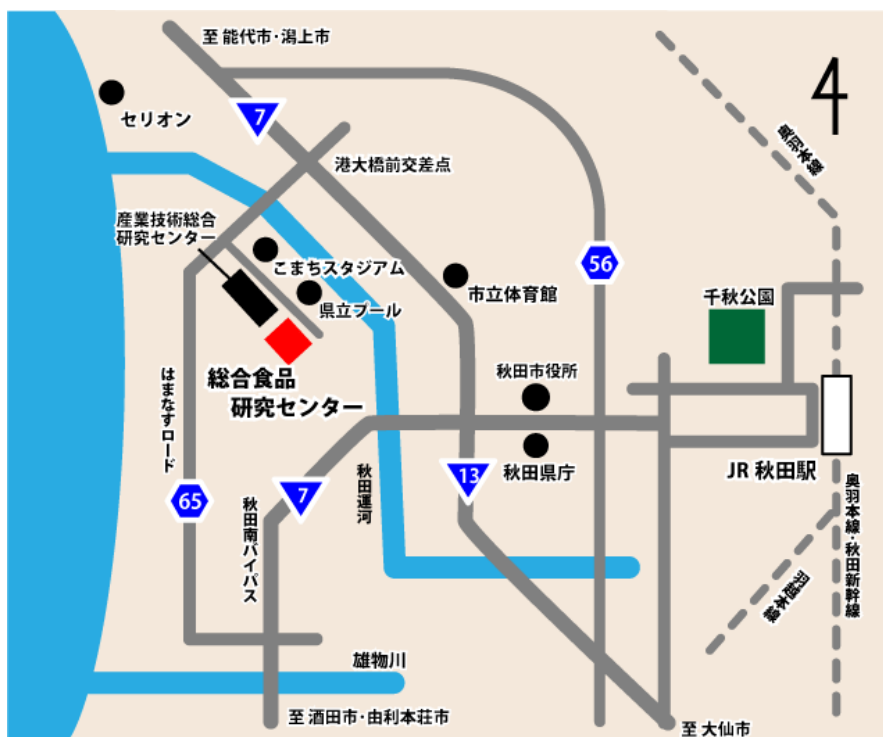 至 能代市・潟上市
7
セリオン
奥羽本線
港大橋前交差点
産業技術総合
研究センター
こまちスタジアム
県立プール
市立体育館
56
千秋公園
総合食品
研究センター
はまなすロード
秋田市役所
秋田県庁
JR 秋田駅
65
7
13
秋田南バイパス
秋田運河
奥羽本線・秋田新幹線
羽越本線
雄物川
至 酒田市・由利本荘市
至 大仙市